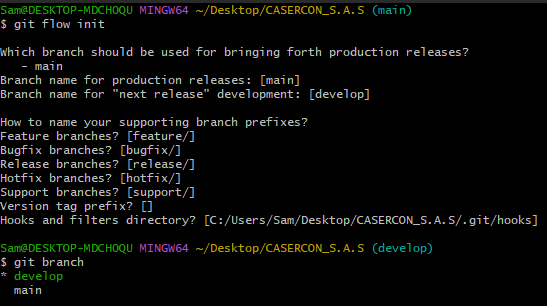 Sam@DESKTOP-MDCHOQU MINGW64 ~/Desktop/CASERCON_S.A.S (main)
$ git flow init
Which branch should be used for bringing forth production releases?
- main
Branch name for production releases: [main]
Branch name for "next release" development: [develop]
How to name your supporting branch prefixes?
Feature branches? [feature/]
Bugfix branches? [bugfix/]
Release branches? [release/]
Hotfix branches? [hotfix/]
Support branches? [support/]
Version tag prefix? []
Hooks and filters directory? [C:/Users/Sam/Desktop/CASERCON_S.A.S/.git/hooks]
Sam@DESKTOP-MDCHOQU MINGW64 ~/Desktop/CASERCON_S.A.S (develop)
$ git branch
* develop
main